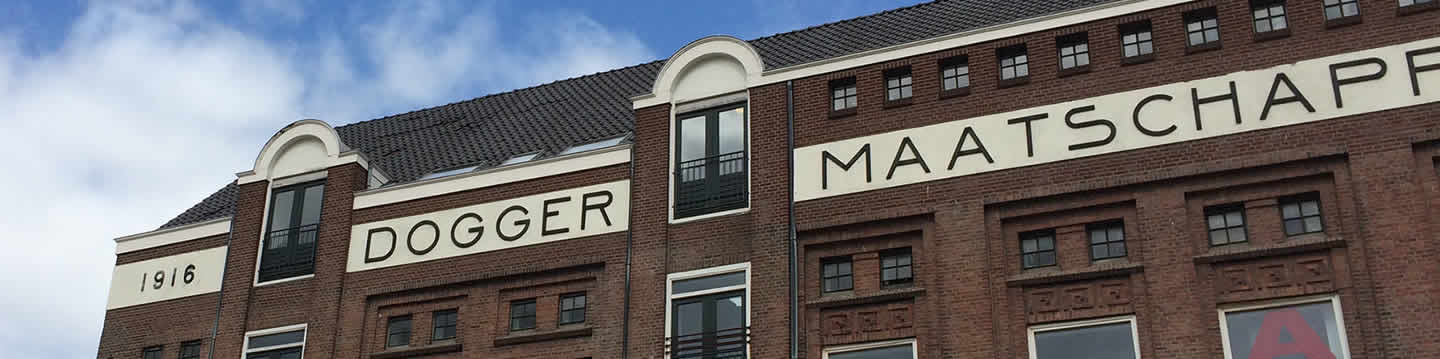 1916 DOGGER MAATSCHAPP
A